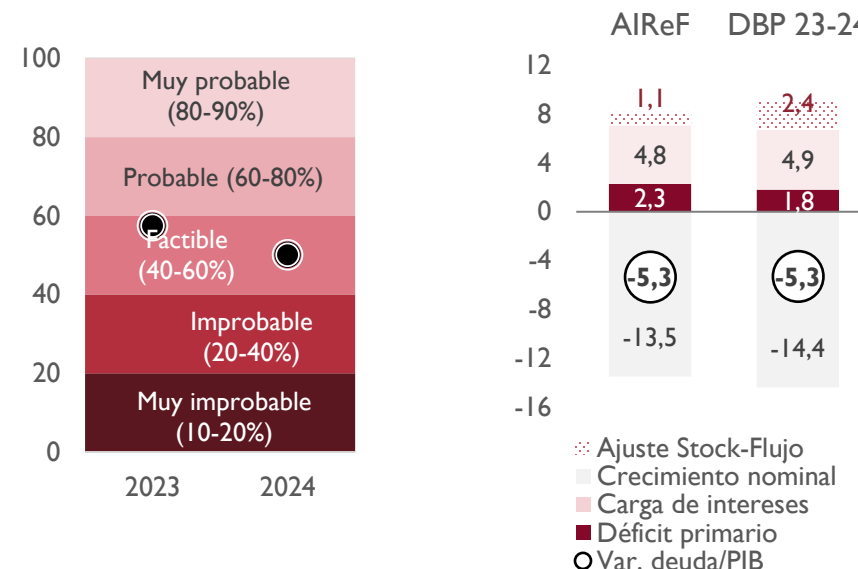 100
80
60
40
20
0
Muy probable
(80-90%)
Probable (60-80%)
Factible
(40-60%)
Improbable
(20-40%)
Muy improbable
(10-20%)
2023
2024
AIReF
DBP 23-24
12
8
4
0
-4
-8
-12
-16
1,1
4,8
2,3
-5,3
-13,5
2,4
4,9
1,8
-5,3
-14,4
Ajuste Stock-Flujo
Crecimiento nominal
Carga de intereses
Déficit primario
Var. deuda/PIB